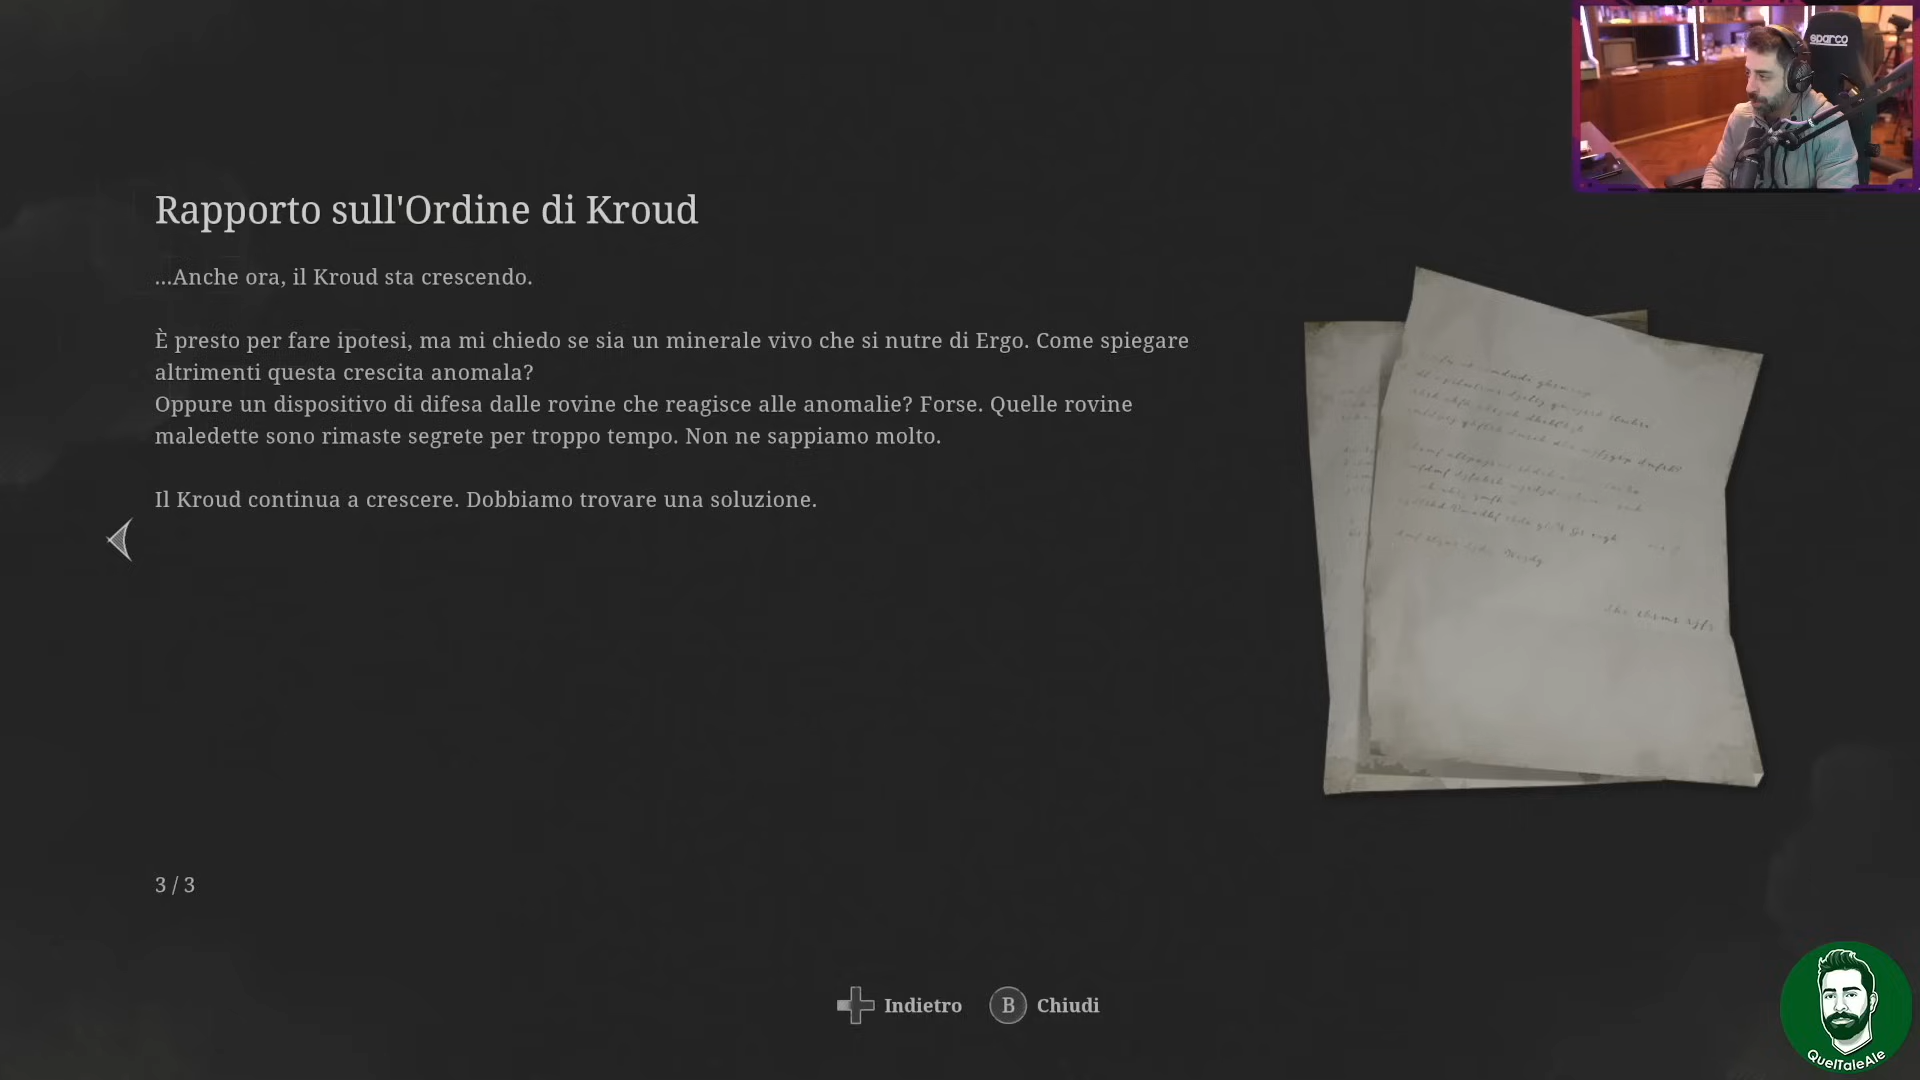 sparco
Rapporto sull'Ordine di Kroud
...Anche ora, il Kroud sta crescendo.
È presto per fare ipotesi, ma mi chiedo se sia un minerale vivo che si nutre di Ergo. Come spiegare
altrimenti questa crescita anomala?
Oppure un dispositivo di difesa dalle rovine che reagisce alle anomalie? Forse. Quelle rovine
maledette sono rimaste segrete per troppo tempo. Non ne sappiamo molto.
Il Kroud continua a crescere. Dobbiamo trovare una soluzione.
3 / 3
Indietro
B Chiudi
QuelTaleAle